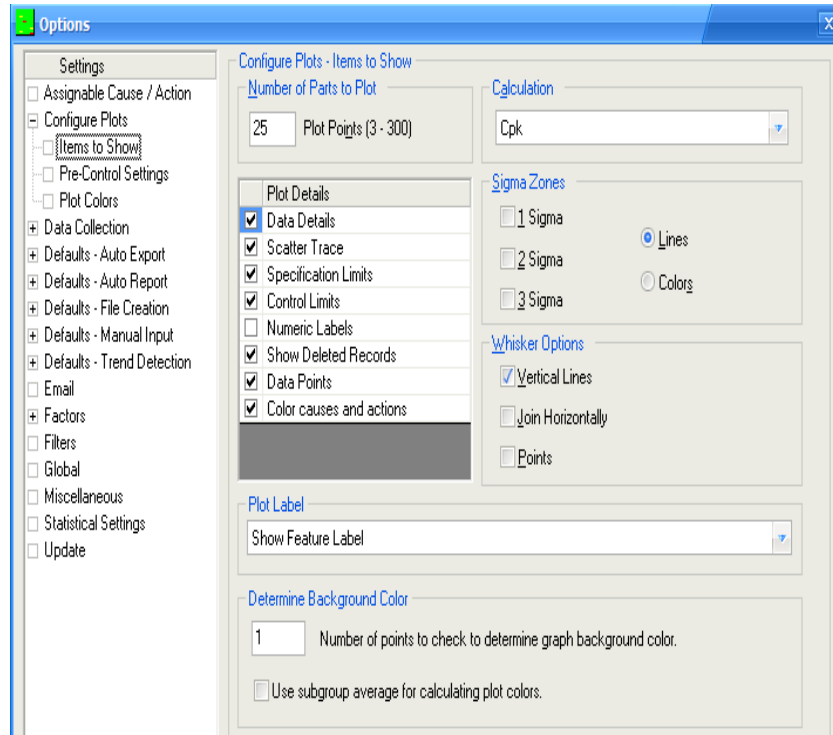 Options
X
Settings
Assignable Cause / Action
Configure Plots
Items to Show
Pre-Control Settings
Plot Colors
Data Collection
Defaults - Auto Export
Defaults - Auto Report
Defaults - File Creation
Defaults - Manual Input
Defaults - Trend Detection
Email
Factors
Filters
Global
Miscellaneous
Statistical Settings
Update
Configure Plots - Items to Show
Number of Parts to Plot
25 Plot Points (3 - 300)
Calculation
Cpk
Plot Details
Data Details
Scatter Trace
Specification Limits
Control Limits
Numeric Labels
Show Deleted Records
Data Points
Color causes and actions
Sigma Zones
1 Sigma
2 Sigma
3 Sigma
Lines
Colors
Whisker Options
Vertical Lines
Join Horizontally
Points
Plot Label
Show Feature Label
Determine Background Color
1 Number of points to check to determine graph background color.
Use subgroup average for calculating plot colors.